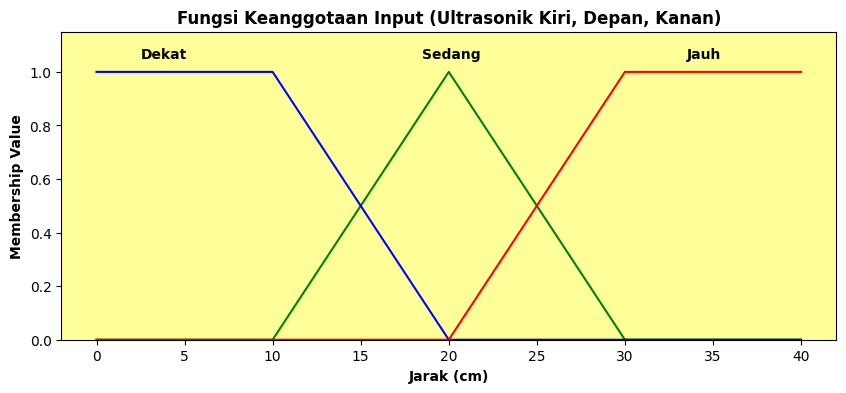 Fungsi Keanggotaan Input (Ultrasonik Kiri, Depan, Kanan)
Dekat Sedang Jauh
1.0
0.8
0.6
0.4
0.2
0.0
Membership Value
0 5 10 15 20 25 30 35 40
Jarak (cm)